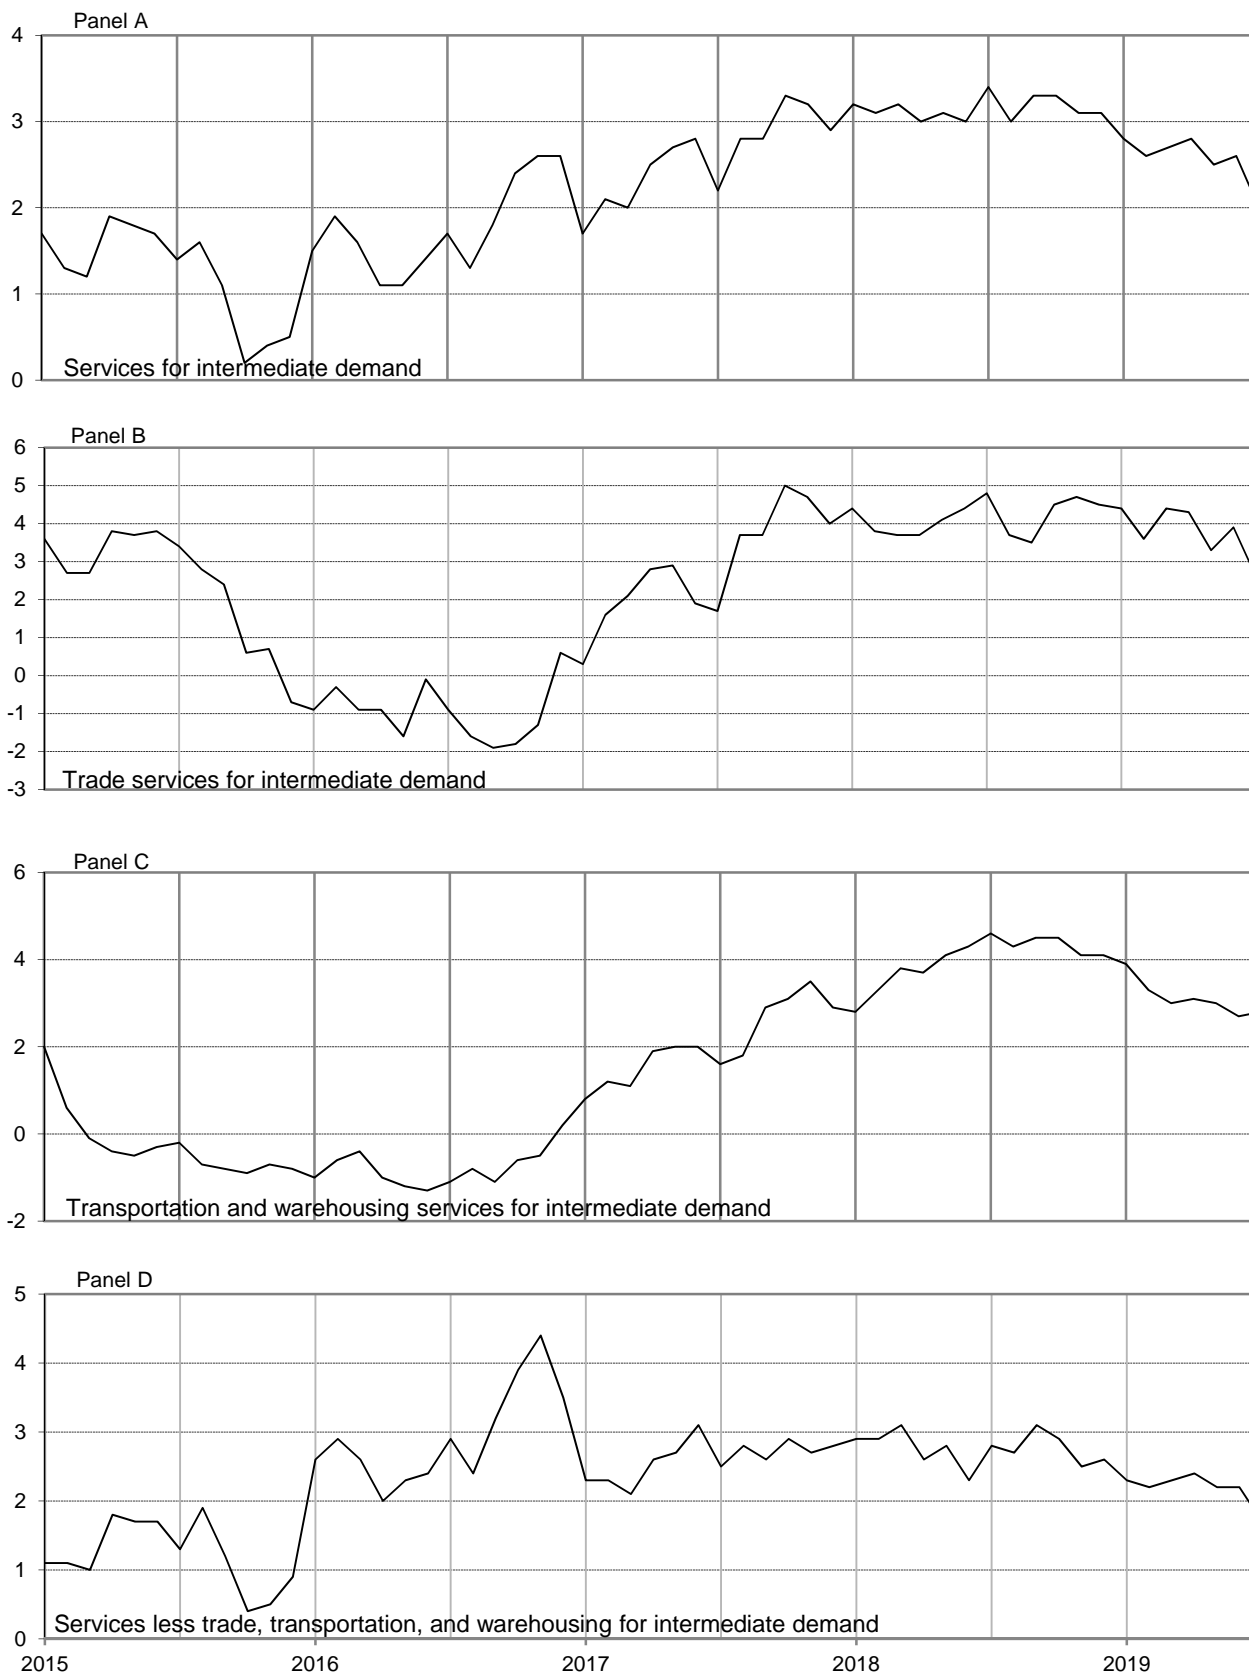 Panel A
4
3
2
1
0
Services for intermediate demand
Panel B
6
5
4
3
2
1
0
-1
-2
-3
Trade services for intermediate demand
Panel C
6
4
2
0
-2
Transportation and warehousing services for intermediate demand
Panel D
5
4
3
2
1
0
Services less trade, transportation, and warehousing for intermediate demand
2015 2016 2017 2018 2019